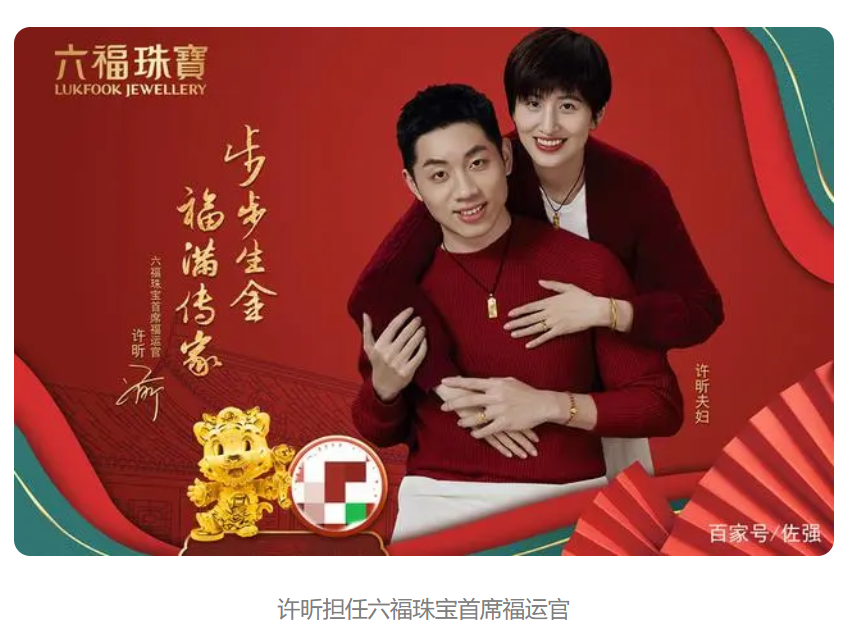 六福珠寶
LUKFOOK JEWELLERY
步步生金
福满传家
六福珠宝首席福运官
许昕
许昕夫妇
百家号/佐强
许昕担任六福珠宝首席福运官